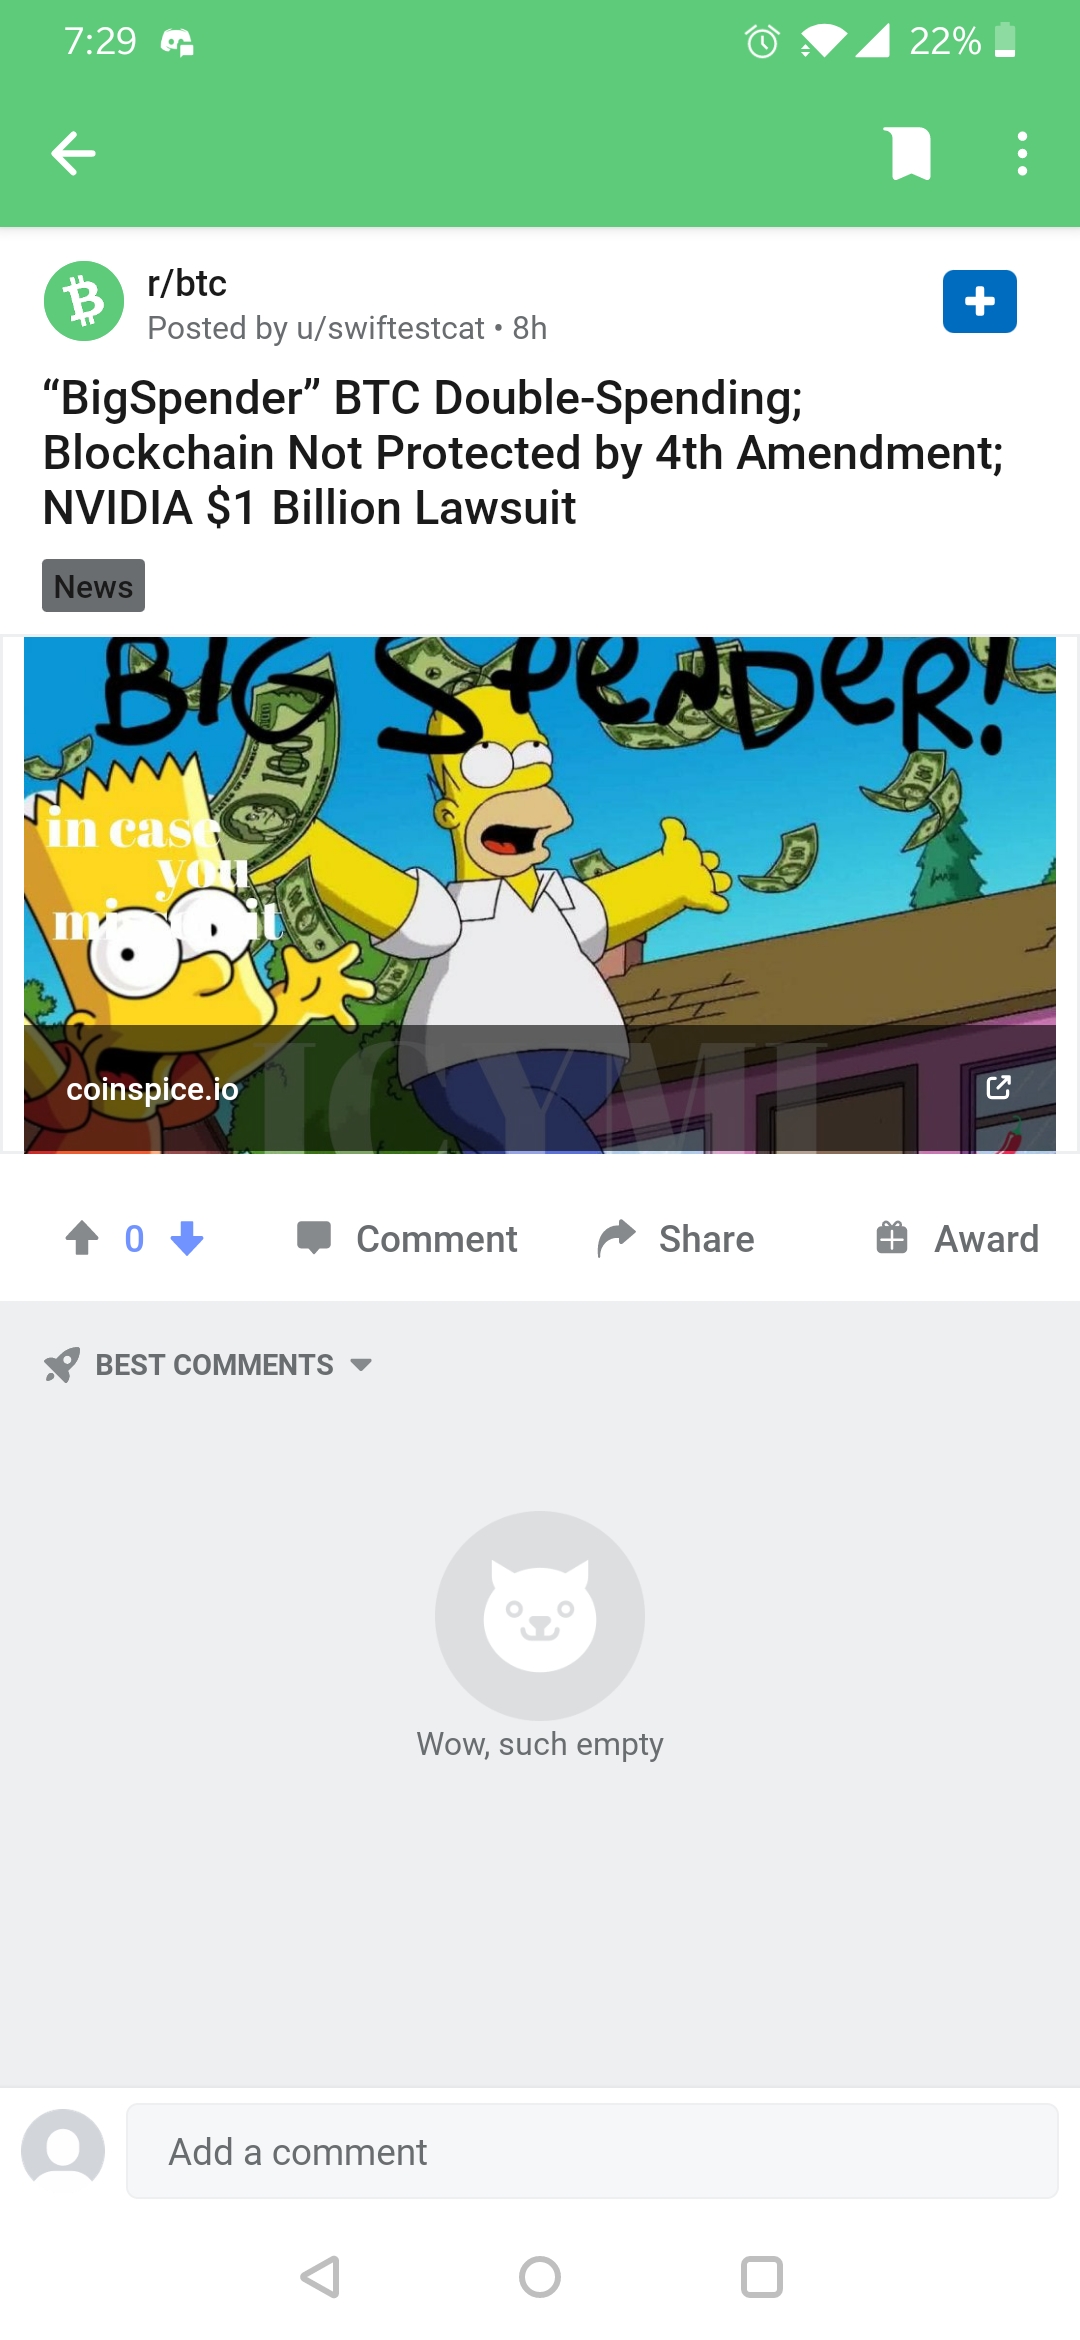 7:29 22%
r/btc
Posted by u/swiftestcat • 8h
“BigSpender” BTC Double-Spending;
Blockchain Not Protected by 4th Amendment;
NVIDIA $1 Billion Lawsuit
News
BIG SPeNDeR!
100
in case
you
missed it
ICYMI
coinspice.io
0 Comment Share Award
BEST COMMENTS
Wow, such empty
Add a comment